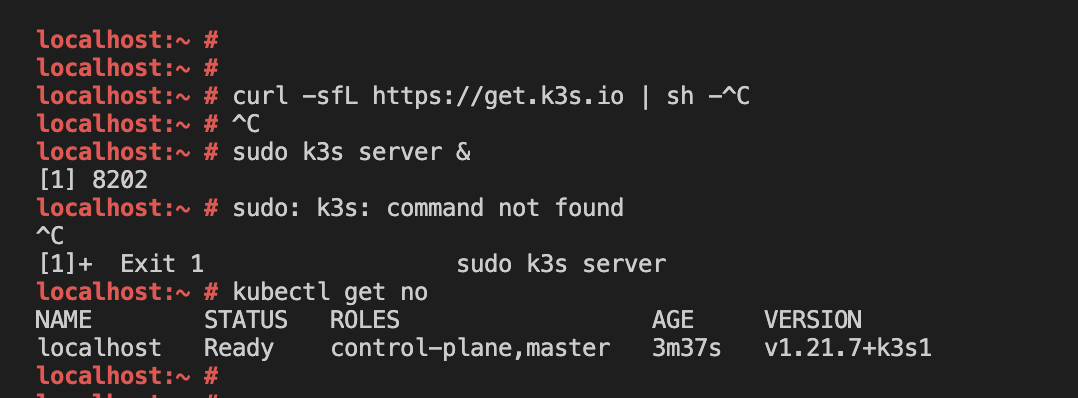 localhost:~ #
localhost:~ #
localhost:~ # curl -sfL https://get.k3s.io | sh -^C
localhost:~ # ^C
localhost:~ # sudo k3s server &
[1] 8202
localhost:~ # sudo: k3s: command not found
^C
[1]+  Exit 1                  sudo k3s server
localhost:~ # kubectl get no
NAME        STATUS   ROLES                  AGE     VERSION
localhost   Ready    control-plane,master   3m37s   v1.21.7+k3s1
localhost:~ #